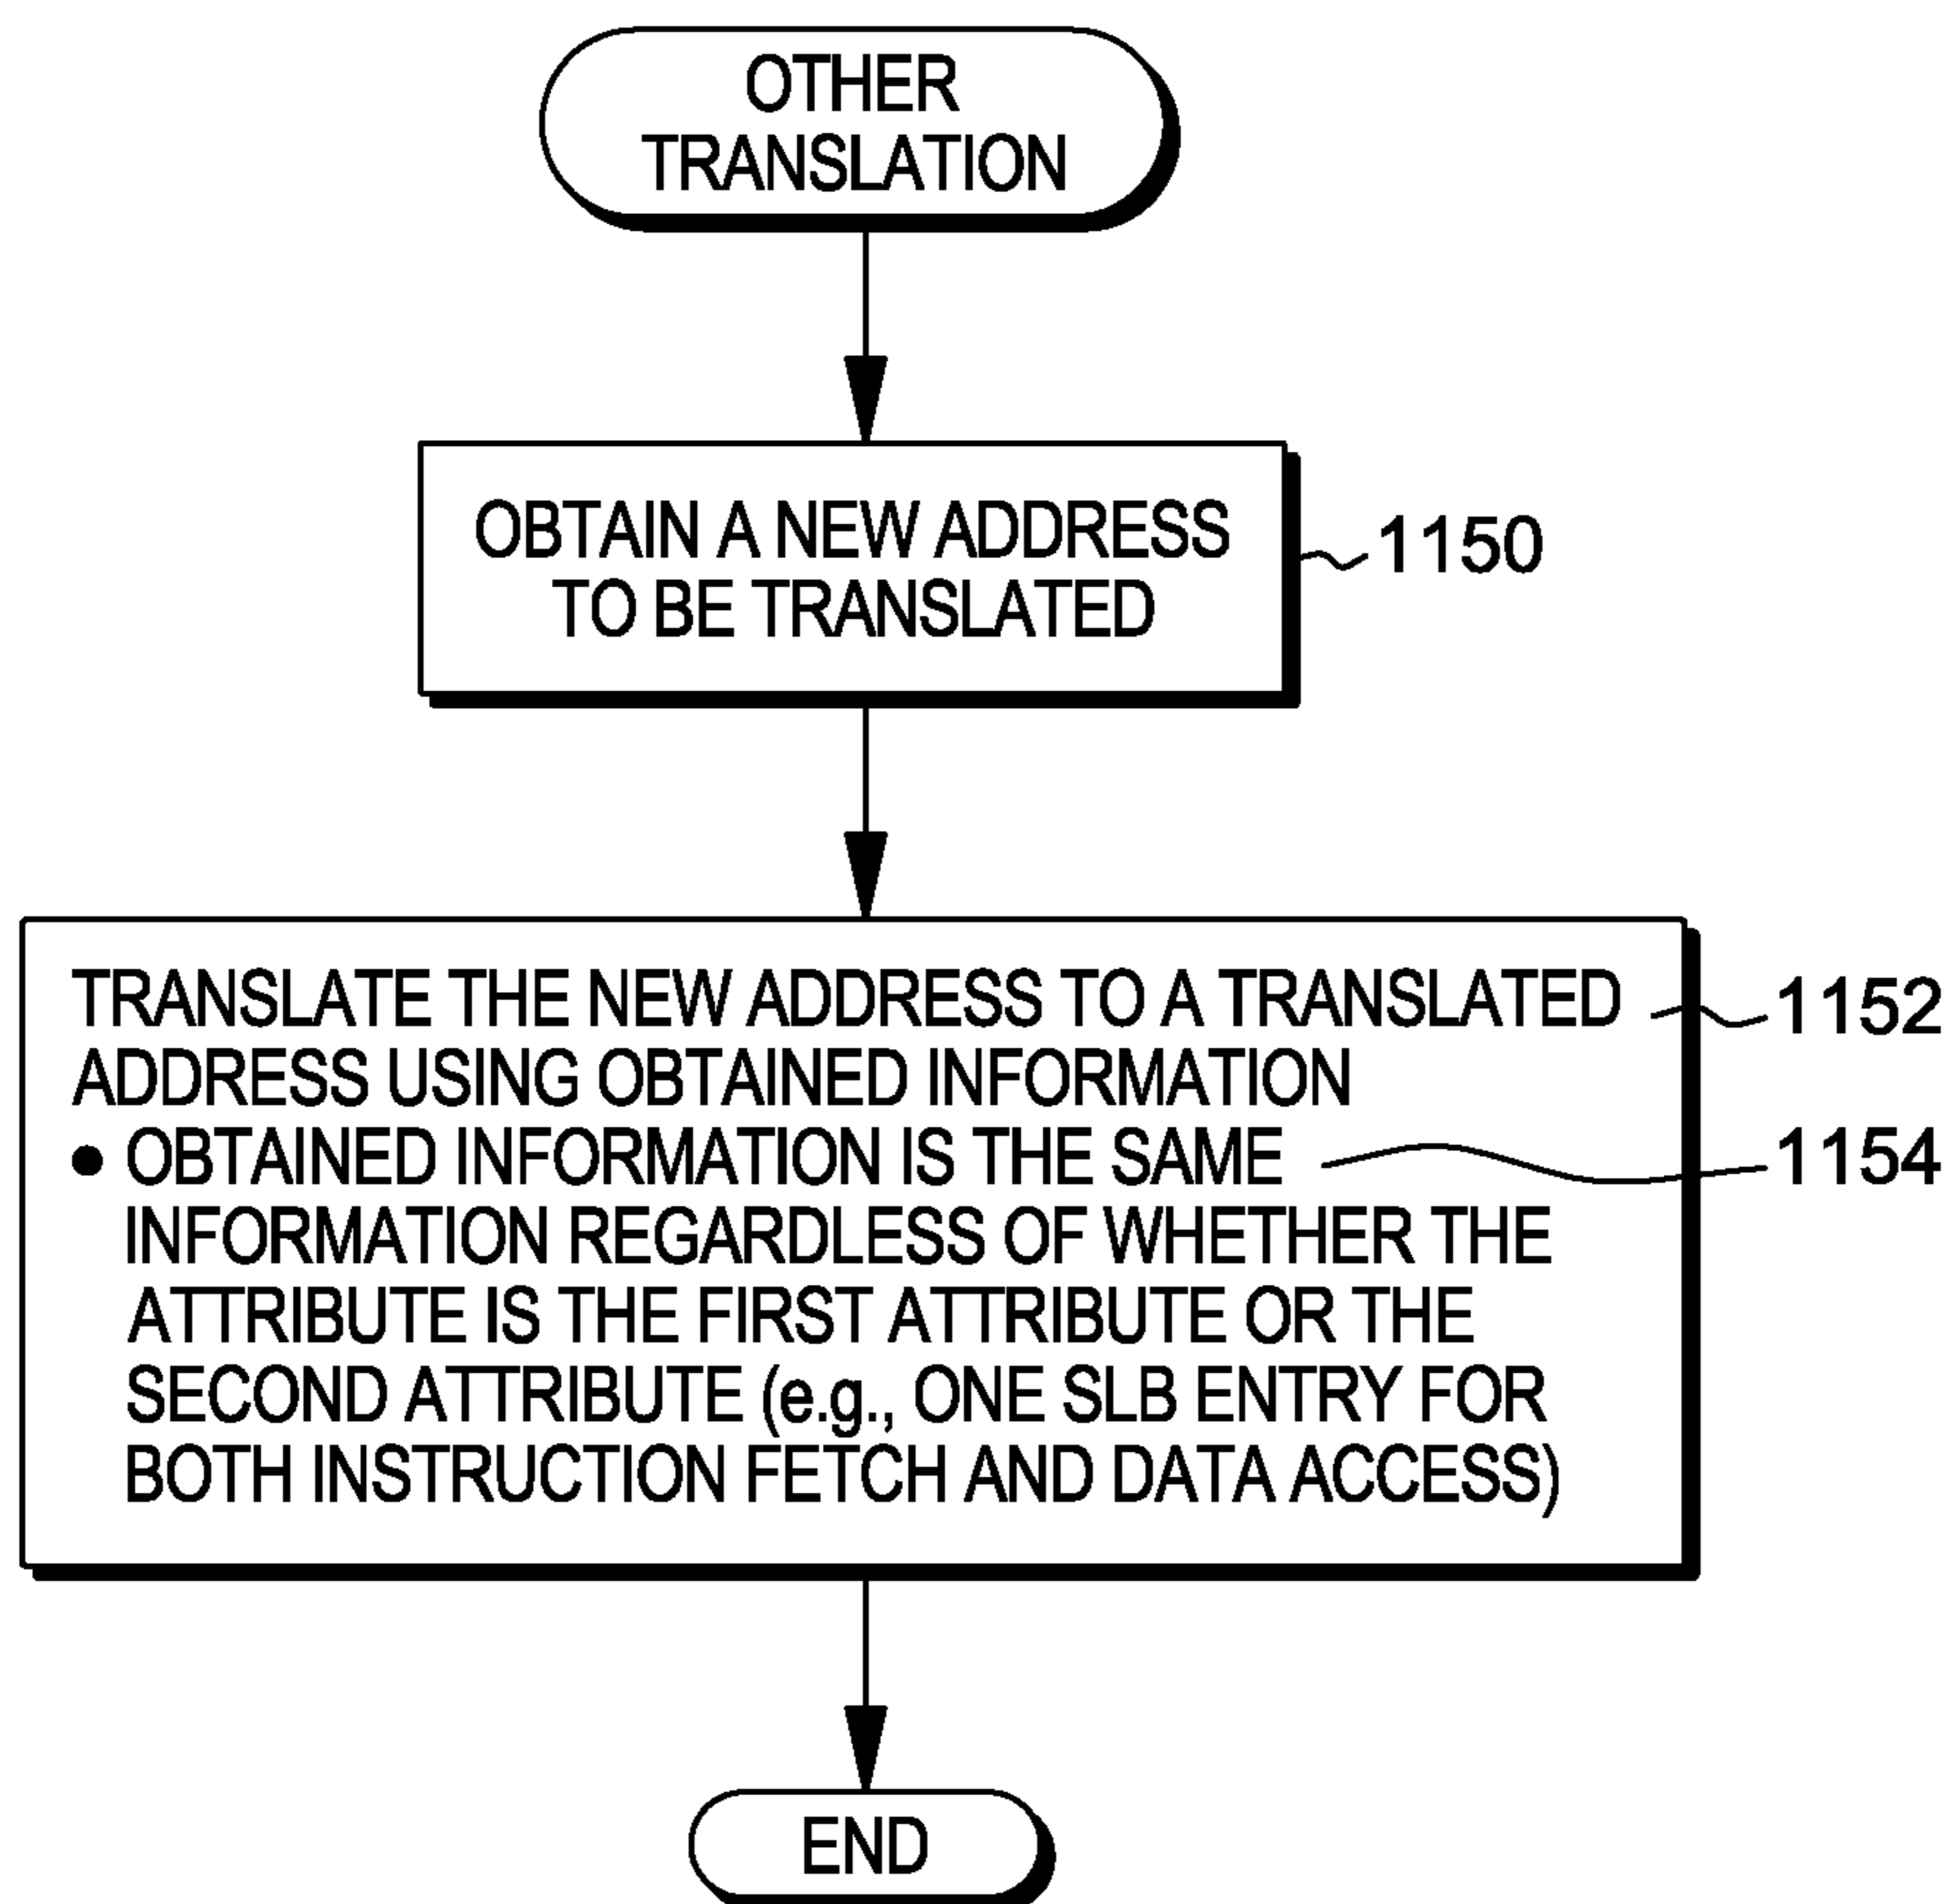 OTHER
TRANSLATION
OBTAIN A NEW ADDRESS
TO BE TRANSLATED
1150
TRANSLATE THE NEW ADDRESS TO A TRANSLATED
1152
ADDRESS USING OBTAINED INFORMATION
● OBTAINED INFORMATION IS THE SAME
1154
INFORMATION REGARDLESS OF WHETHER THE
ATTRIBUTE IS THE FIRST ATTRIBUTE OR THE
SECOND ATTRIBUTE (e.g., ONE SLB ENTRY FOR
BOTH INSTRUCTION FETCH AND DATA ACCESS)
END